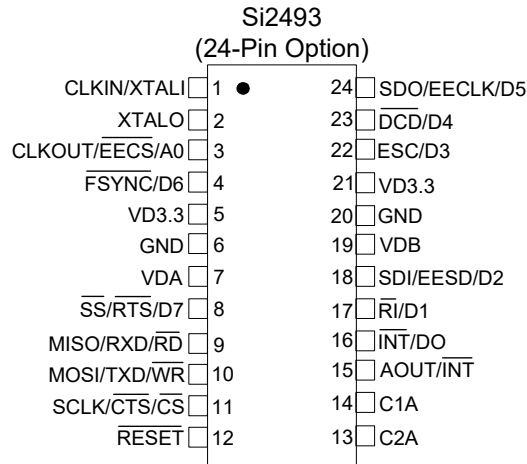 Si2493
(24-Pin Option)
CLKIN/XTALI 1 24 SDO/EECLK/D5
XTALO 2 23 DCD/D4
CLKOUT/EECS/A0 3 22 ESC/D3
FSYNC/D6 4 21 VD3.3
VD3.3 5 20 GND
GND 6 19 VDB
VDA 7 18 SDI/EESD/D2
SS/RTS/D7 8 17 RI/D1
MISO/RXD/RD 9 16 INT/DO
MOSI/TXD/WR 10 15 AOUT/INT
SCLK/CTS/CS 11 14 C1A
RESET 12 13 C2A